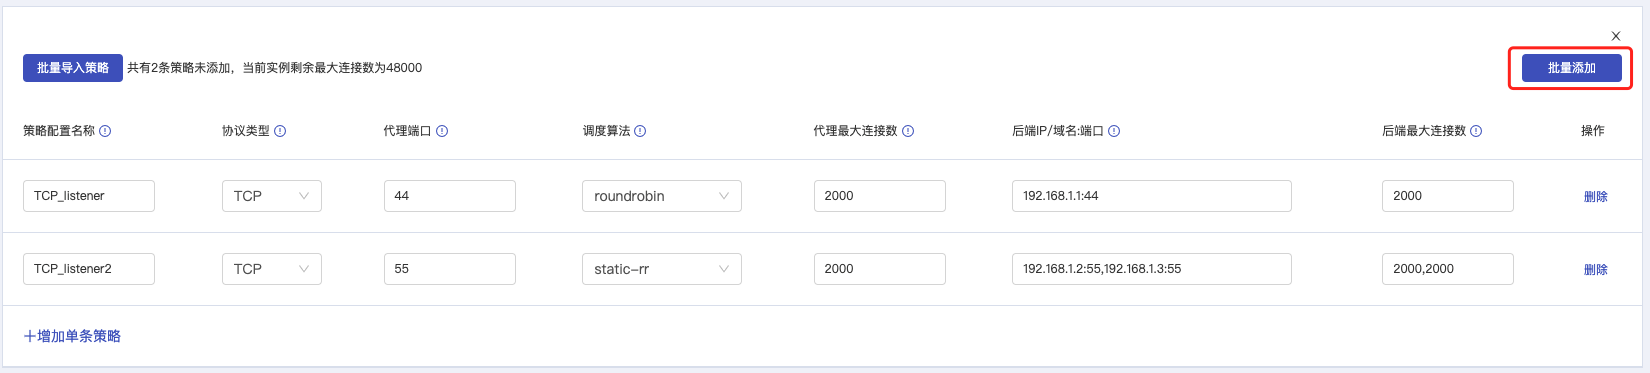 批量导入策略 共有2条策略未添加，当前实例剩余最大连接数为48000 批量添加
策略配置名称 协议类型 代理端口 调度算法 代理最大连接数 后端IP/域名:端口 后端最大连接数 操作
TCP_listener TCP 44 roundrobin 2000 192.168.1.1:44 2000 删除
TCP_listener2 TCP 55 static-rr 2000 192.168.1.2:55,192.168.1.3:55 2000,2000 删除
+增加单条策略